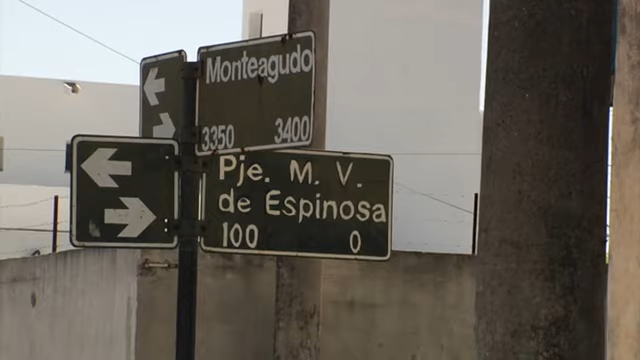 Monteagudo
3350 3400
Pje. M. V.
de Espinosa
100 0